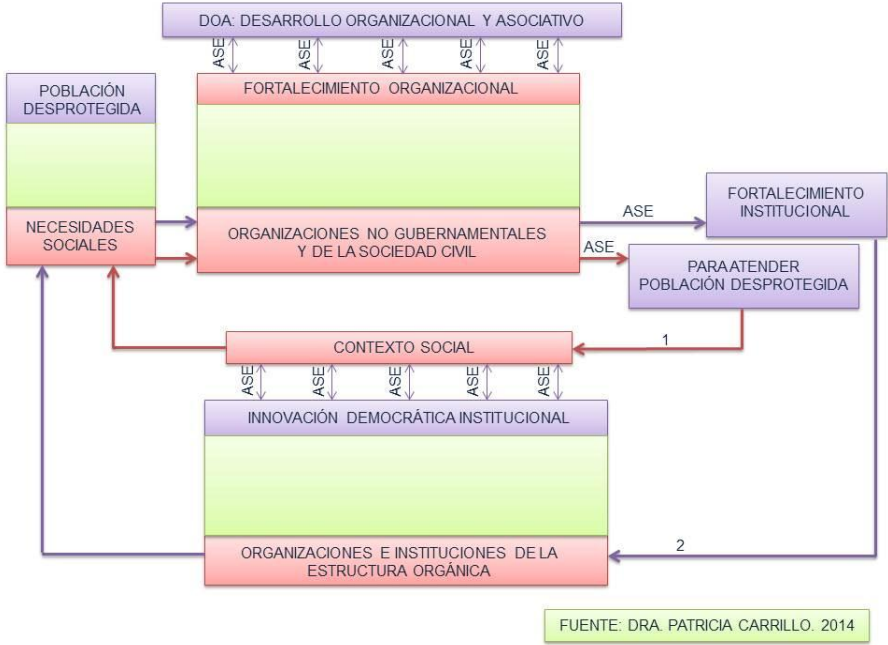 DOA: DESARROLLO ORGANIZACIONAL Y ASOCIATIVO
ASE
ASE
ASE
ASE
ASE
POBLACIÓN
DESPROTEGIDA
FORTALECIMIENTO ORGANIZACIONAL
NECESIDADES
SOCIALES
ORGANIZACIONES NO GUBERNAMENTALES
Y DE LA SOCIEDAD CIVIL
ASE
FORTALECIMIENTO
INSTITUCIONAL
ASE
PARA ATENDER
POBLACIÓN DESPROTEGIDA
CONTEXTO SOCIAL
1
ASE
ASE
ASE
ASE
ASE
INNOVACIÓN DEMOCRÁTICA INSTITUCIONAL
ORGANIZACIONES E INSTITUCIONES DE LA
ESTRUCTURA ORGÁNICA
2
FUENTE: DRA. PATRICIA CARRILLO. 2014